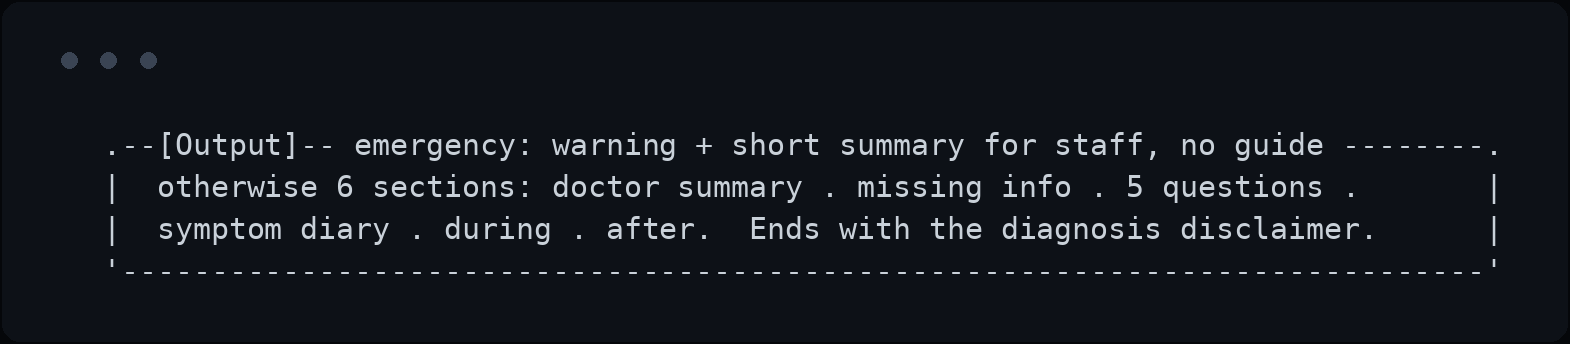 .--[Output]-- emergency: warning + short summary for staff, no guide --------.
|  otherwise 6 sections: doctor summary . missing info . 5 questions .       |
|  symptom diary . during . after.  Ends with the diagnosis disclaimer.      |
'----------------------------------------------------------------------------'